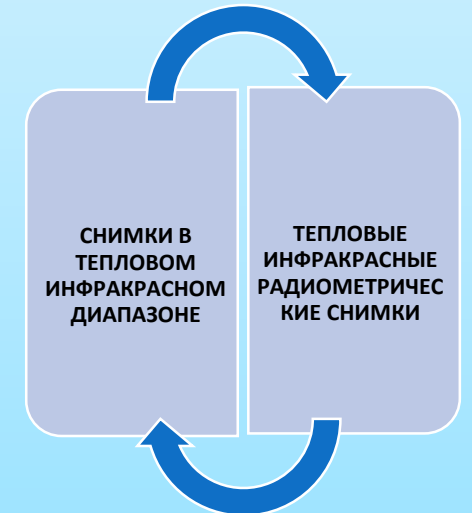 СНИМКИ В
ТЕПЛОВОМ
ИНФРАКРАСНОМ
ДИАПАЗОНЕ
ТЕПЛОВЫЕ
ИНФРАКРАСНЫЕ
РАДИОМЕТРИЧЕС
КИЕ СНИМКИ